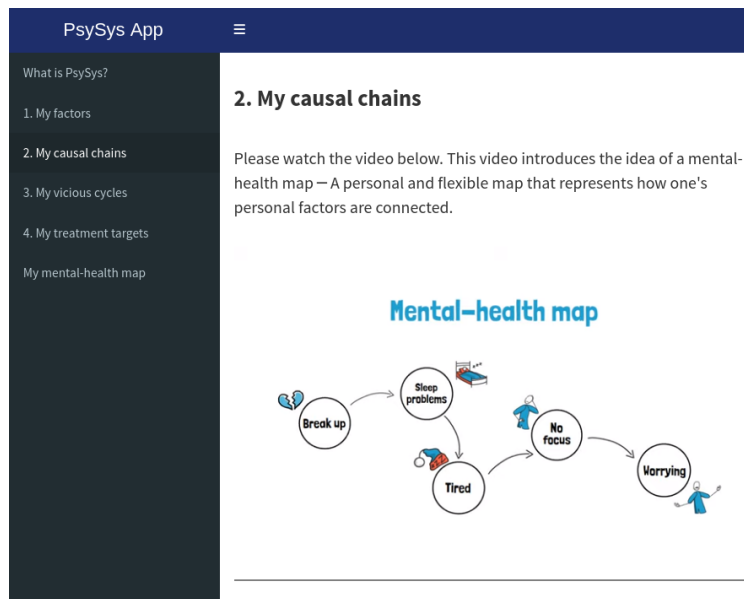 PsySys App
☰
What is PsySys?
1. My factors
2. My causal chains
3. My vicious cycles
4. My treatment targets
My mental-health map
2. My causal chains
Please watch the video below. This video introduces the idea of a mental-
health map — A personal and flexible map that represents how one's
personal factors are connected.
Mental-health map
Break up
Sleep
problems
Tired
No
focus
Worrying